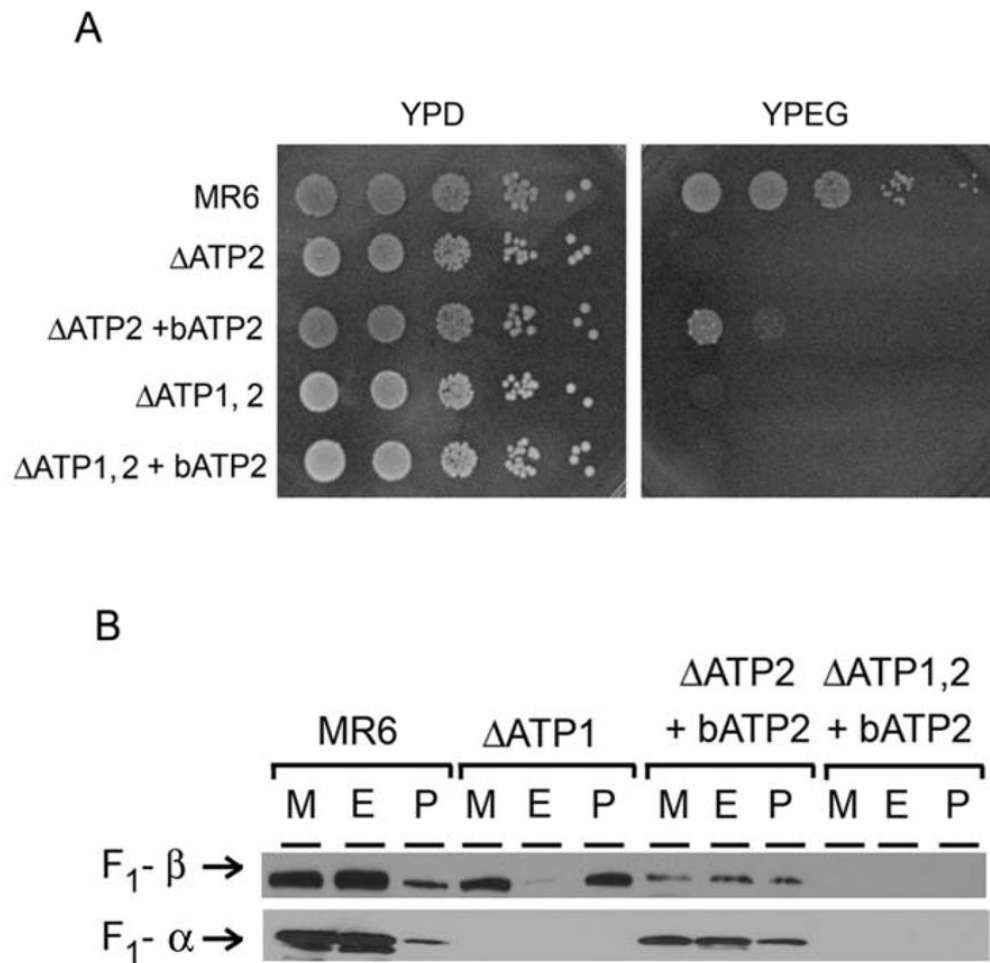 A
YPD YPEG
MR6
ΔATP2
ΔATP2 +bATP2
ΔATP1, 2
ΔATP1, 2 + bATP2
B
MR6 ΔATP1 ΔATP2 + bATP2 ΔATP1,2 + bATP2
M E P M E P M E P M E P
F1- β →
F1- α →